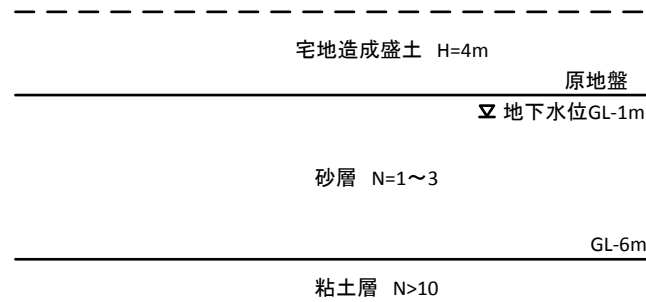 宅地造成盛土 H=4m
原地盤
地下水位GL-1m
砂層 N=1～3
GL-6m
粘土層 N>10